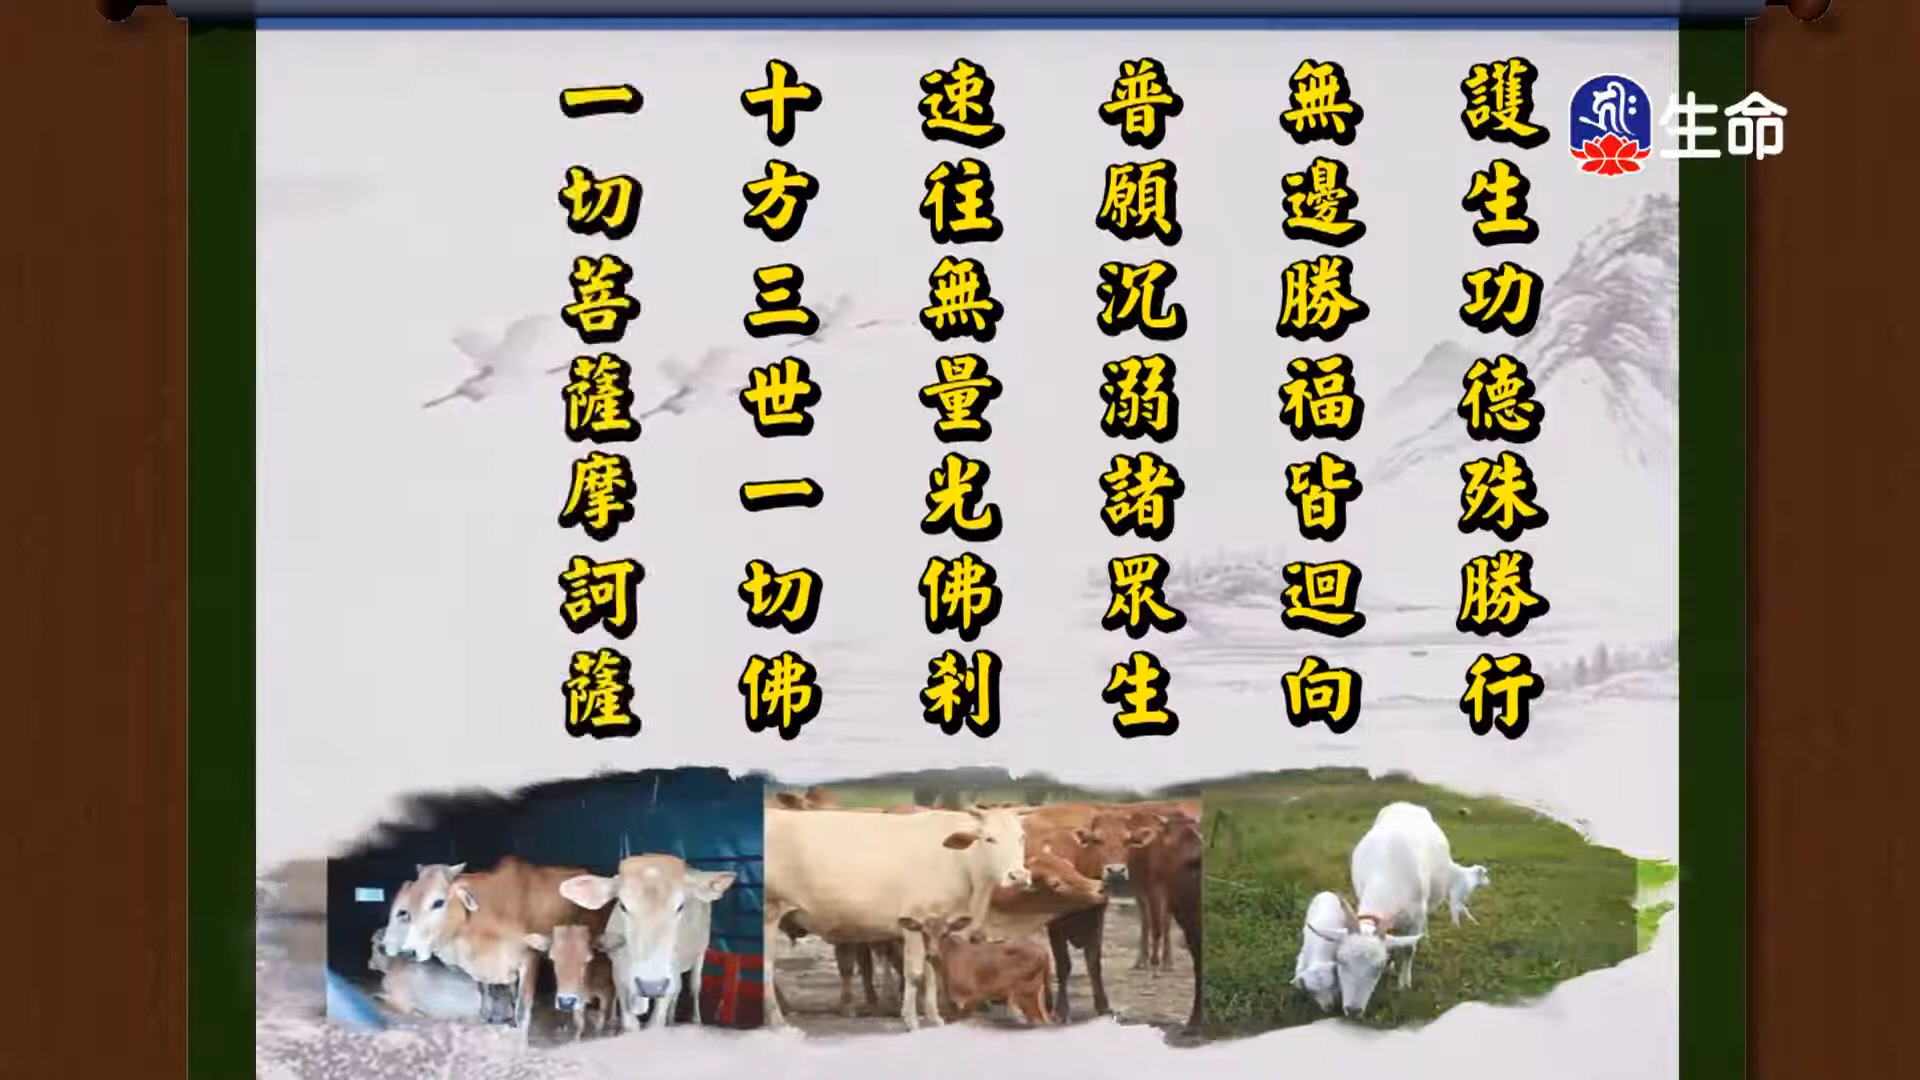 護生功德殊勝行
無邊勝福皆迴向
普願沉溺諸眾生
速往無量光佛剎
十方三世一切佛
一切菩薩摩訶薩
生命